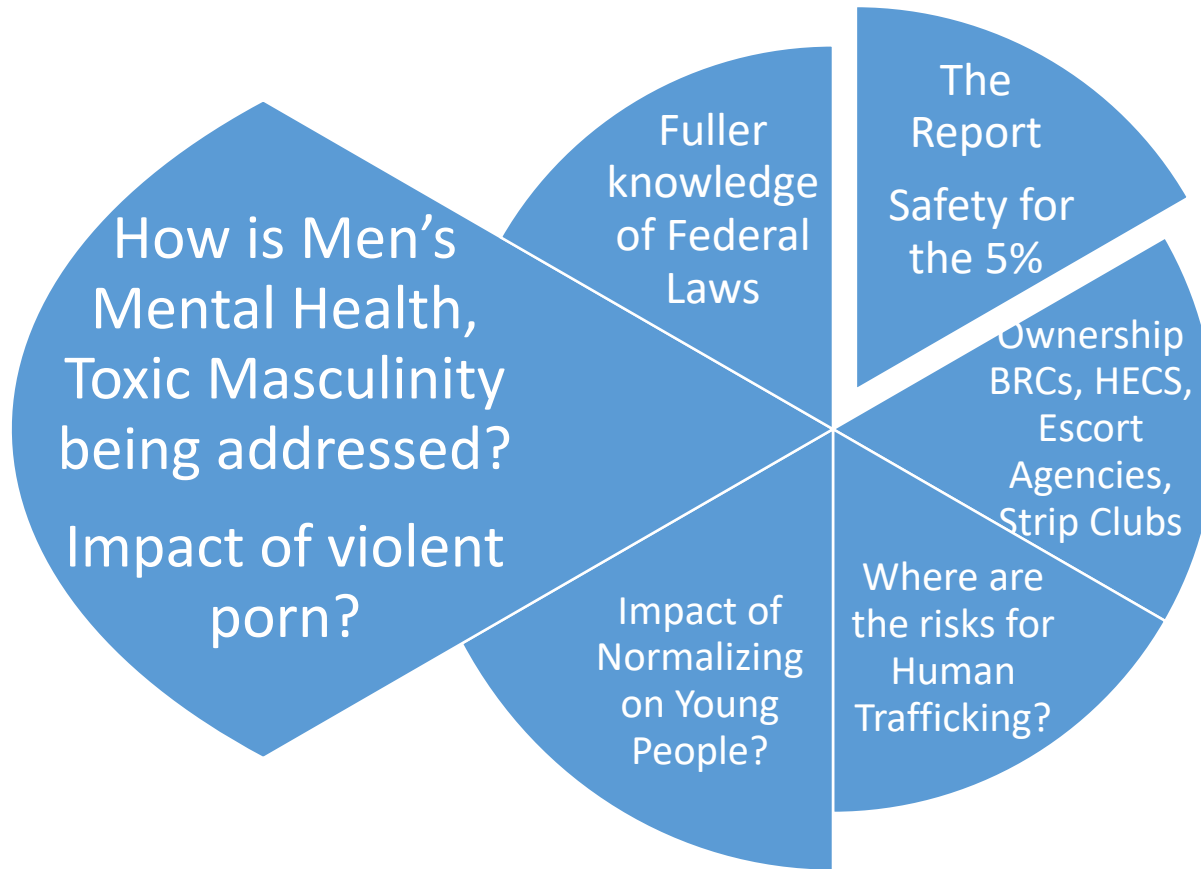 The
Report
Safety for
the 5%
Ownership
BRCs, HECS,
Escort
Agencies,
Strip Clubs
Where are
the risks for
Human
Trafficking?
Impact of
Normalizing
on Young
People?
How is Men’s
Mental Health,
Toxic Masculinity
being addressed?
Impact of violent
porn?
Fuller
knowledge
of Federal
Laws